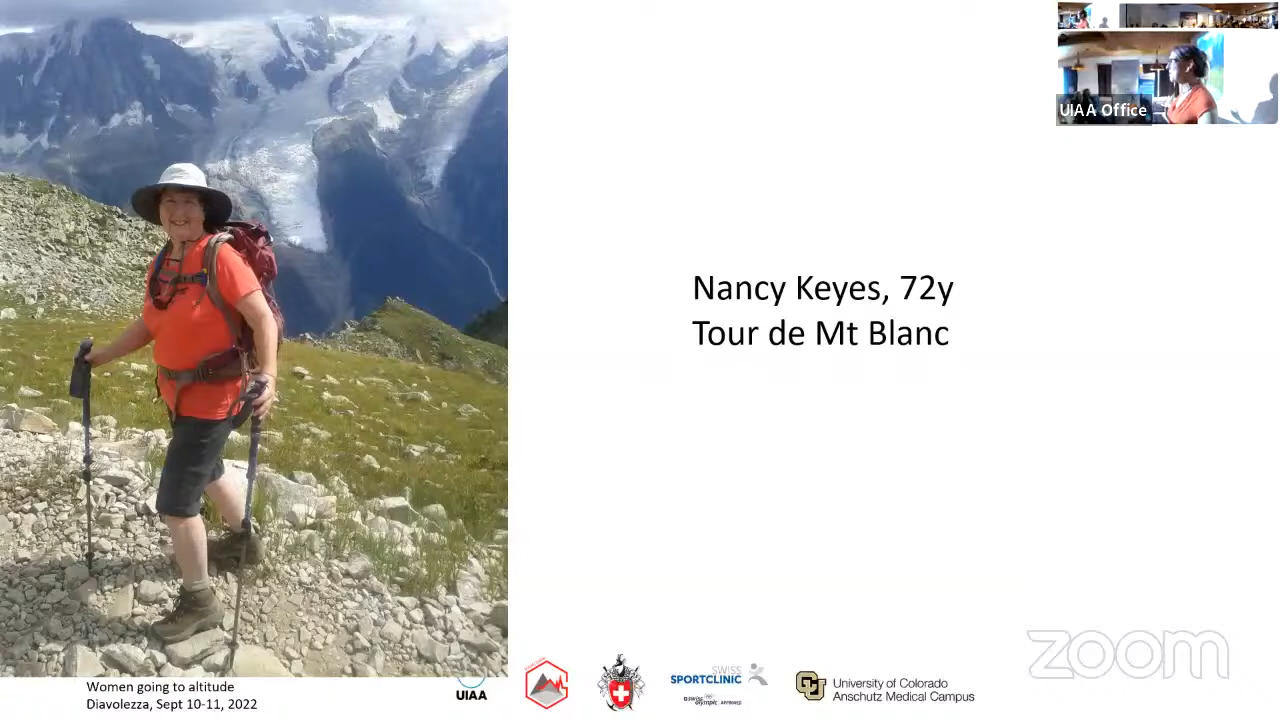 UIAA Office
Nancy Keyes, 72y
Tour de Mt Blanc
Women going to altitude
Diavolezza, Sept 10-11, 2022
UIAA
SWISS
SPORTCLINIC
University of Colorado
Anschutz Medical Campus
zoom